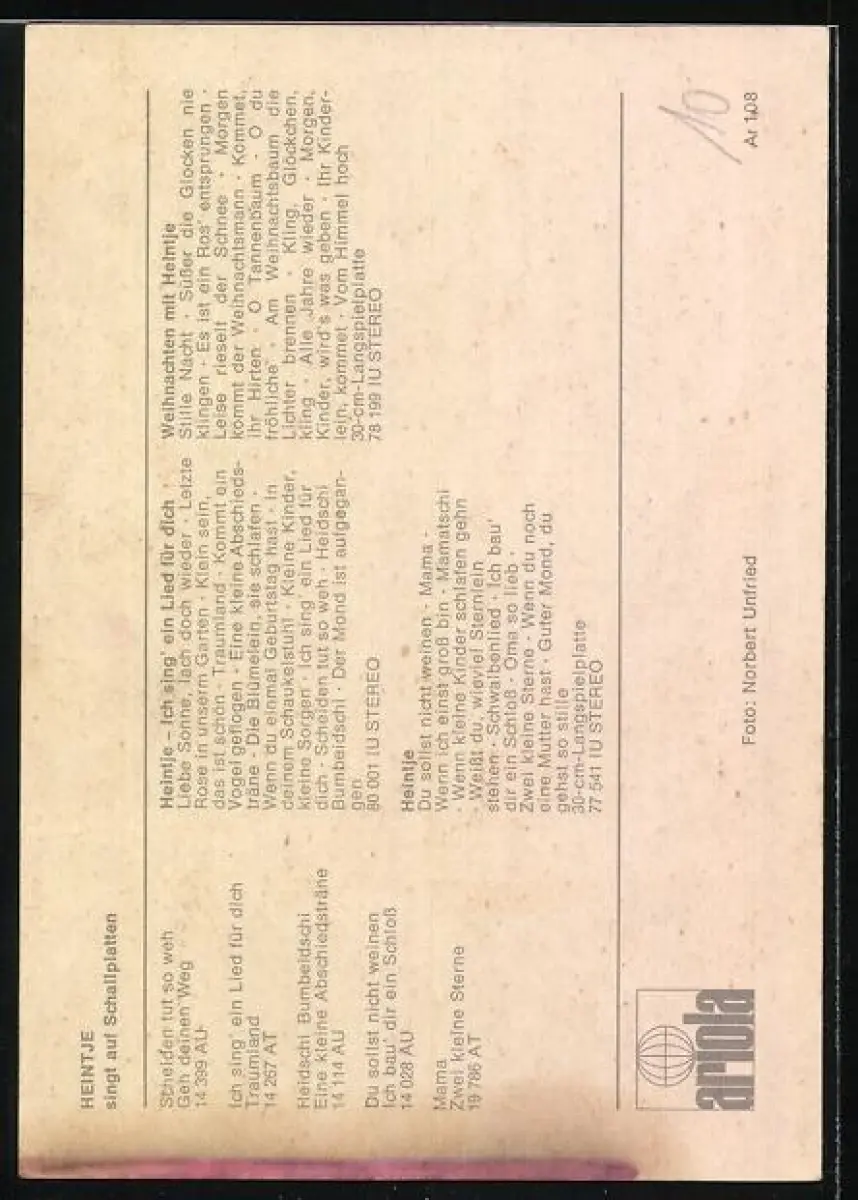 HEINTJE
singt auf Schallplatten
Scheiden tut so weh
Geh deinen Weg
14 399 AU
Ich sing' ein Lied für dich
Traumland
14 267 AT
Heidschi Bumbeidschi
Eine kleine Abschiedsträne
14 114 AU
Du sollst nicht weinen
Ich bau' dir ein Schloß
14 028 AU
Mama
Zwei kleine Sterne
19 786 AT
Heintje – Ich sing' ein Lied für dich ·
Liebe Sonne, lach doch wieder · Letzte
Rose in unserm Garten · Klein sein,
das ist schön · Traumland · Kommt ein
Vogel geflogen · Eine kleine Abschieds-
träne · Die Blümelein, sie schlafen ·
Wenn du einmal Geburtstag hast · In
deinem Schaukelstuhl · Kleine Kinder,
kleine Sorgen · Ich sing' ein Lied für
dich · Scheiden tut so weh · Heidschi
Bumbeidschi · Der Mond ist aufgegan-
gen
80 001 IU STEREO
Heintje
Du sollst nicht weinen · Mama ·
Wenn ich einst groß bin · Mamatschi
· Wenn kleine Kinder schlafen gehn
· Weißt du, wieviel Sternlein
stehen · Schwalbenlied · Ich bau'
dir ein Schloß · Oma so lieb ·
Zwei kleine Sterne · Wenn du noch
eine Mutter hast · Guter Mond, du
gehst so stille
30-cm-Langspielplatte
77 541 IU STEREO
Weihnachten mit Heintje
Stille Nacht · Süßer die Glocken nie
klingen · Es ist ein Ros' entsprungen ·
Leise rieselt der Schnee · Morgen
kommt der Weihnachtsmann · Kommet,
ihr Hirten · O Tannenbaum · O du
fröhliche · Am Weihnachtsbaum die
Lichter brennen · Kling, Glöckchen,
kling · Alle Jahre wieder · Morgen,
Kinder, wird's was geben · Ihr Kinder-
lein, kommet · Vom Himmel hoch
30-cm-Langspielplatte
78 199 IU STEREO
ariola
Foto: Norbert Unfried
10
Ar 108